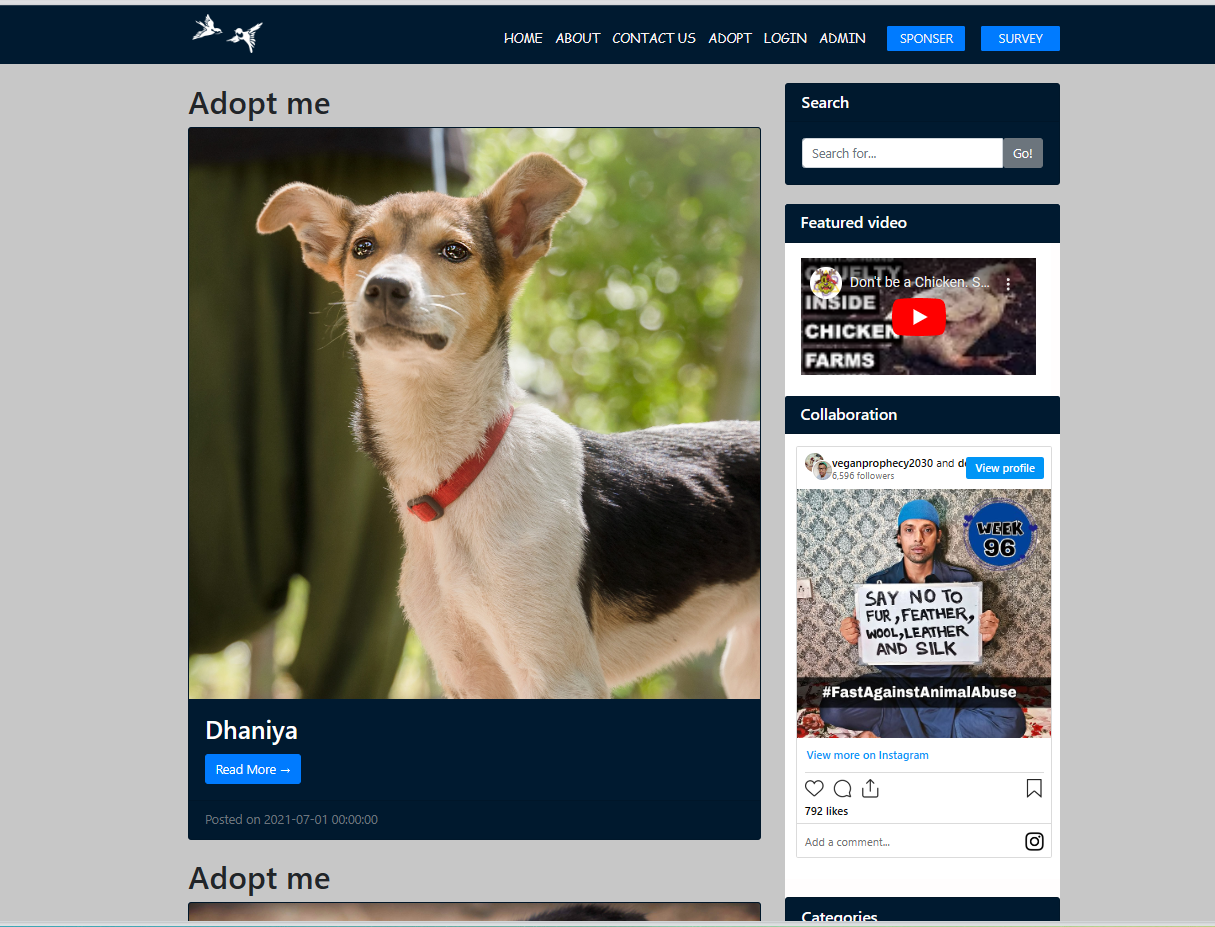 HOME ABOUT CONTACT US ADOPT LOGIN ADMIN SPONSER SURVEY
Adopt me
Dhaniya
Read More →
Posted on 2021-07-01 00:00:00
Adopt me
Search
Search for...
Go!
Featured video
Don't be a Chicken. S...
CRUELTY
INSIDE
CHICKEN
FARMS
Collaboration
veganprophecy2030 and d
6,596 followers
View profile
WEEK
96
SAY NO TO
FUR, FEATHER,
WOOL, LEATHER
AND SILK
#FastAgainstAnimalAbuse
View more on Instagram
792 likes
Add a comment...
Categories